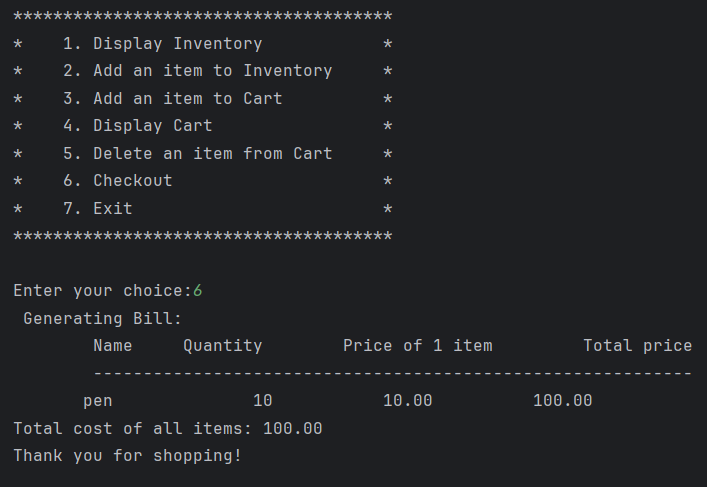 **************************************
*    1. Display Inventory            *
*    2. Add an item to Inventory     *
*    3. Add an item to Cart          *
*    4. Display Cart                 *
*    5. Delete an item from Cart     *
*    6. Checkout                     *
*    7. Exit                         *
**************************************
Enter your choice:6
 Generating Bill:
        Name     Quantity        Price of 1 item         Total price
        ------------------------------------------------------------
       pen              10           10.00          100.00
Total cost of all items: 100.00
Thank you for shopping!